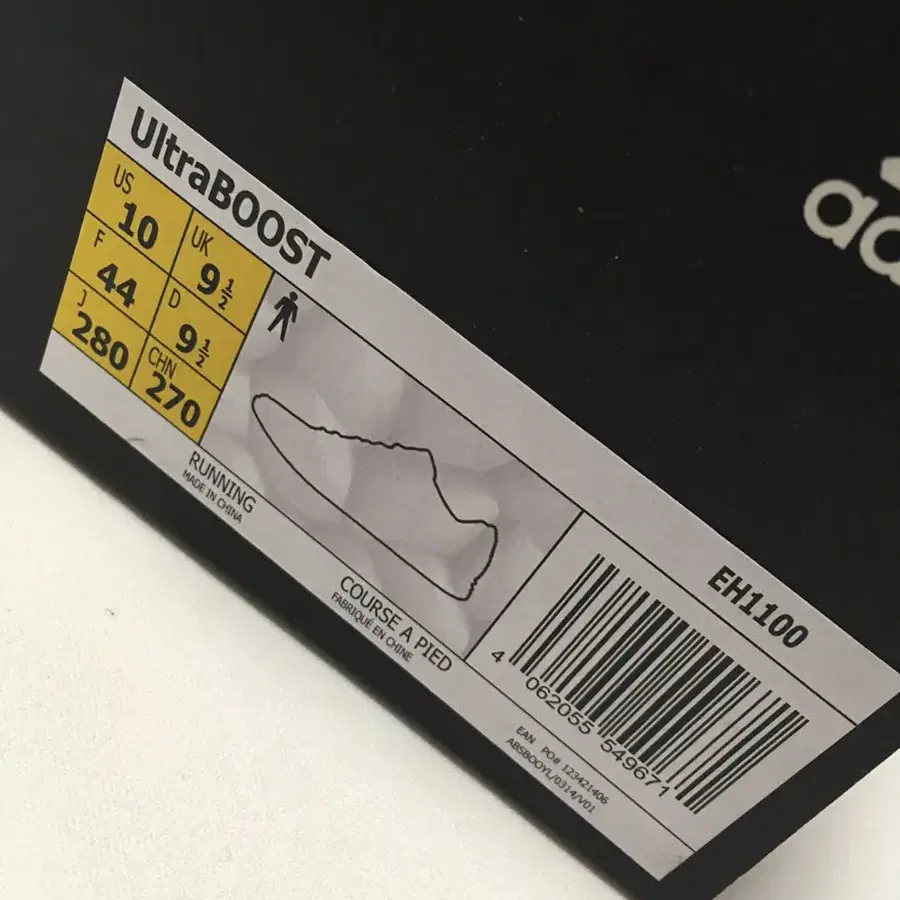 UltraBOOST
US
10
UK
9½
F
44
D
9½
J
280
CHN
270
RUNNING
MADE IN CHINA
COURSE A PIED
FABRIQUÉ EN CHINE
EH1100
4 062055 549671
EAN PO# 123421406
ABSBOOYL/0314/V01